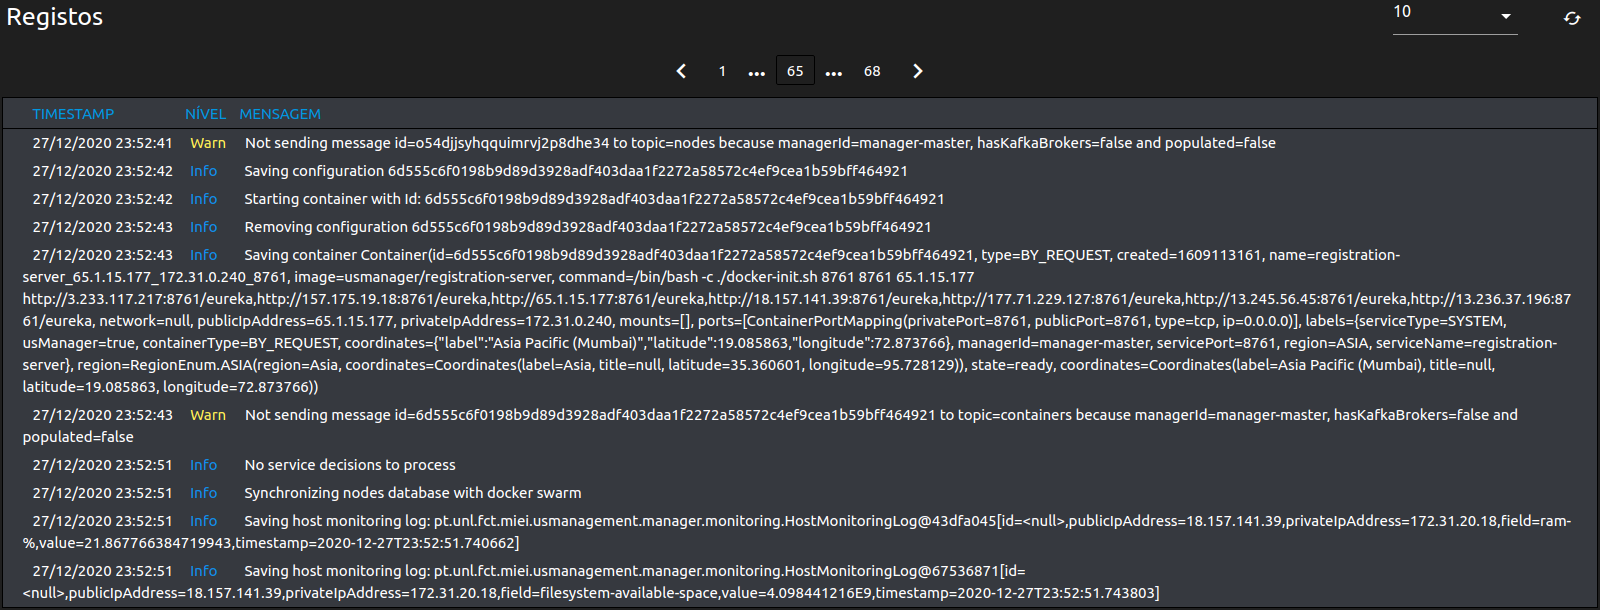 Registos
10
1 ... 65 ... 68
TIMESTAMP NÍVEL MENSAGEM
27/12/2020 23:52:41 Warn Not sending message id=o54djjsyhqquimrvj2p8dhe34 to topic=nodes because managerId=manager-master, hasKafkaBrokers=false and populated=false
27/12/2020 23:52:42 Info Saving configuration 6d555c6f0198b9d89d3928adf403daa1f2272a58572c4ef9cea1b59bff464921
27/12/2020 23:52:42 Info Starting container with Id: 6d555c6f0198b9d89d3928adf403daa1f2272a58572c4ef9cea1b59bff464921
27/12/2020 23:52:43 Info Removing configuration 6d555c6f0198b9d89d3928adf403daa1f2272a58572c4ef9cea1b59bff464921
27/12/2020 23:52:43 Info Saving container Container(id=6d555c6f0198b9d89d3928adf403daa1f2272a58572c4ef9cea1b59bff464921, type=BY_REQUEST, created=1609113161, name=registration-
server_65.1.15.177_172.31.0.240_8761, image=usmanager/registration-server, command=/bin/bash -c ./docker-init.sh 8761 8761 65.1.15.177
http://3.233.117.217:8761/eureka,http://157.175.19.18:8761/eureka,http://65.1.15.177:8761/eureka,http://18.157.141.39:8761/eureka,http://177.71.229.127:8761/eureka,http://13.245.56.45:8761/eureka,http://13.236.37.196:87
61/eureka, network=null, publicIpAddress=65.1.15.177, privateIpAddress=172.31.0.240, mounts=[], ports=[ContainerPortMapping(privatePort=8761, publicPort=8761, type=tcp, ip=0.0.0.0)], labels={serviceType=SYSTEM,
usManager=true, containerType=BY_REQUEST, coordinates={"label":"Asia Pacific (Mumbai)","latitude":19.085863,"longitude":72.873766}, managerId=manager-master, servicePort=8761, region=ASIA, serviceName=registration-
server}, region=RegionEnum.ASIA(region=Asia, coordinates=Coordinates(label=Asia, title=null, latitude=35.360601, longitude=95.728129)), state=ready, coordinates=Coordinates(label=Asia Pacific (Mumbai), title=null,
latitude=19.085863, longitude=72.873766))
27/12/2020 23:52:43 Warn Not sending message id=6d555c6f0198b9d89d3928adf403daa1f2272a58572c4ef9cea1b59bff464921 to topic=containers because managerId=manager-master, hasKafkaBrokers=false and
populated=false
27/12/2020 23:52:51 Info No service decisions to process
27/12/2020 23:52:51 Info Synchronizing nodes database with docker swarm
27/12/2020 23:52:51 Info Saving host monitoring log: pt.unl.fct.miei.usmanagement.manager.monitoring.HostMonitoringLog@43dfa045[id=<null>,publicIpAddress=18.157.141.39,privateIpAddress=172.31.20.18,field=ram-
%,value=21.867766384719943,timestamp=2020-12-27T23:52:51.740662]
27/12/2020 23:52:51 Info Saving host monitoring log: pt.unl.fct.miei.usmanagement.manager.monitoring.HostMonitoringLog@67536871[id=
<null>,publicIpAddress=18.157.141.39,privateIpAddress=172.31.20.18,field=filesystem-available-space,value=4.098441216E9,timestamp=2020-12-27T23:52:51.743803]